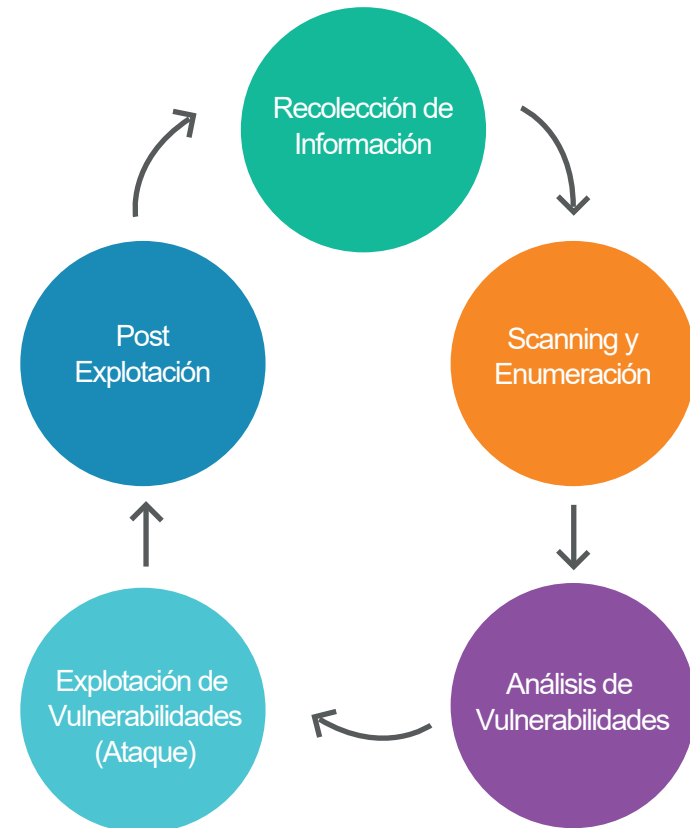 Recolección de
Información
Scanning y
Enumeración
Análisis de
Vulnerabilidades
Explotación de
Vulnerabilidades
(Ataque)
Post
Explotación